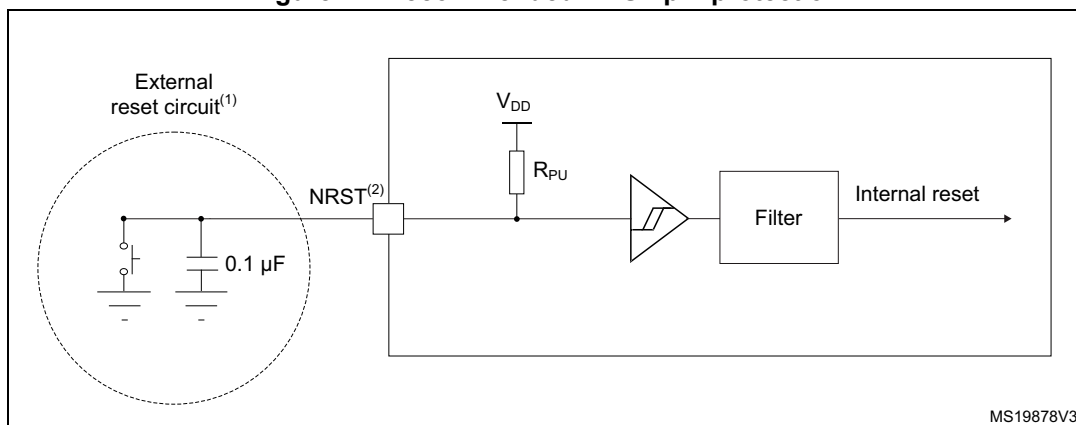 External
reset circuit(1)
VDD
RPU
NRST(2)
Filter
Internal reset
0.1 µF
MS19878V3